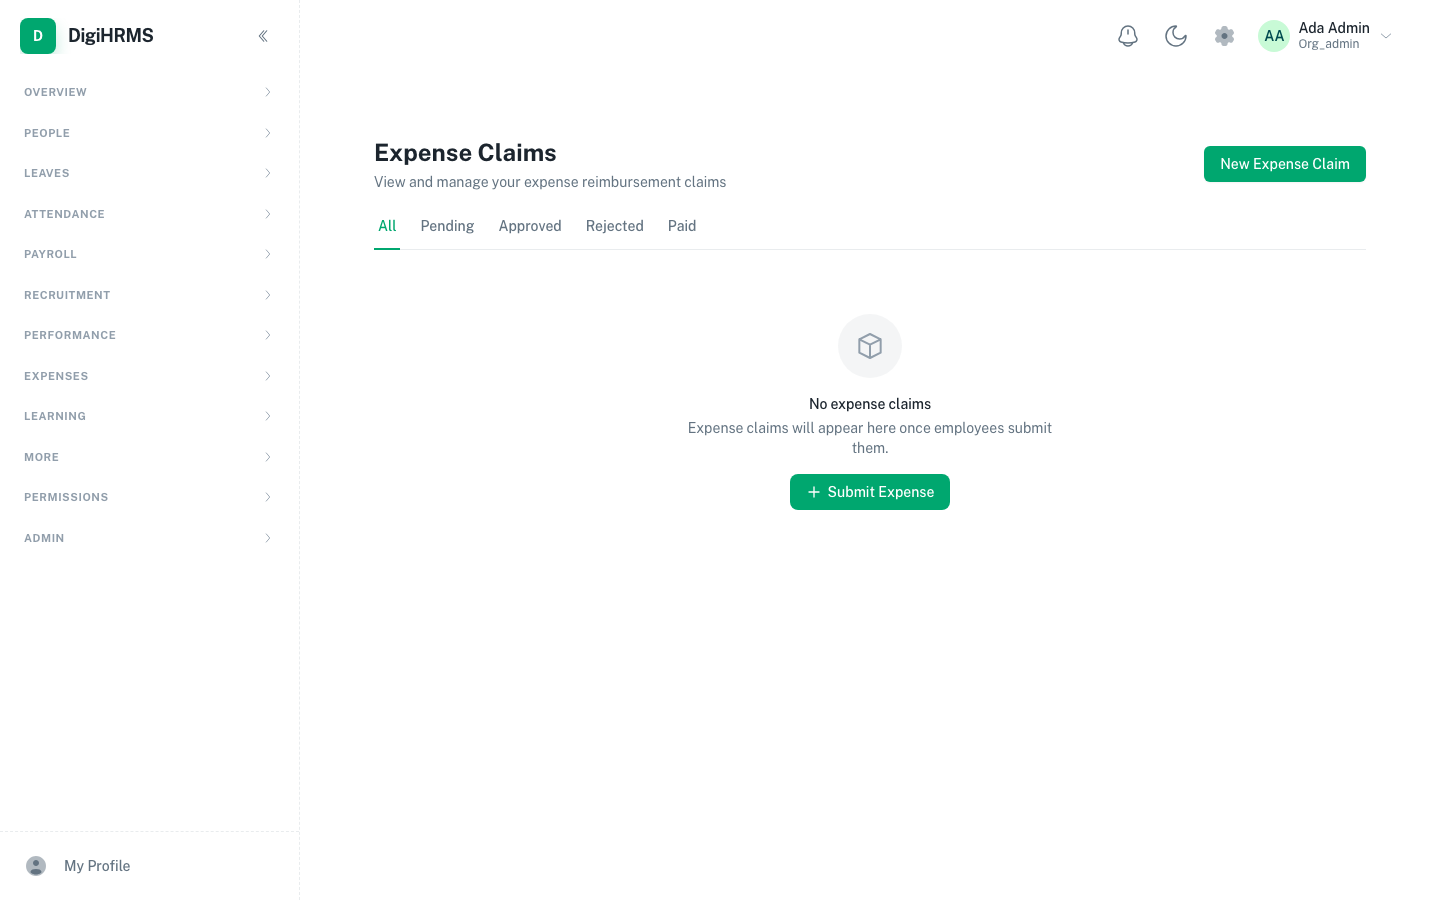 D
DigiHRMS
OVERVIEW
PEOPLE
LEAVES
ATTENDANCE
PAYROLL
RECRUITMENT
PERFORMANCE
EXPENSES
LEARNING
MORE
PERMISSIONS
ADMIN
My Profile
AA
Ada Admin
Org_admin
Expense Claims
View and manage your expense reimbursement claims
New Expense Claim
All Pending Approved Rejected Paid
No expense claims
Expense claims will appear here once employees submit
them.
Submit Expense